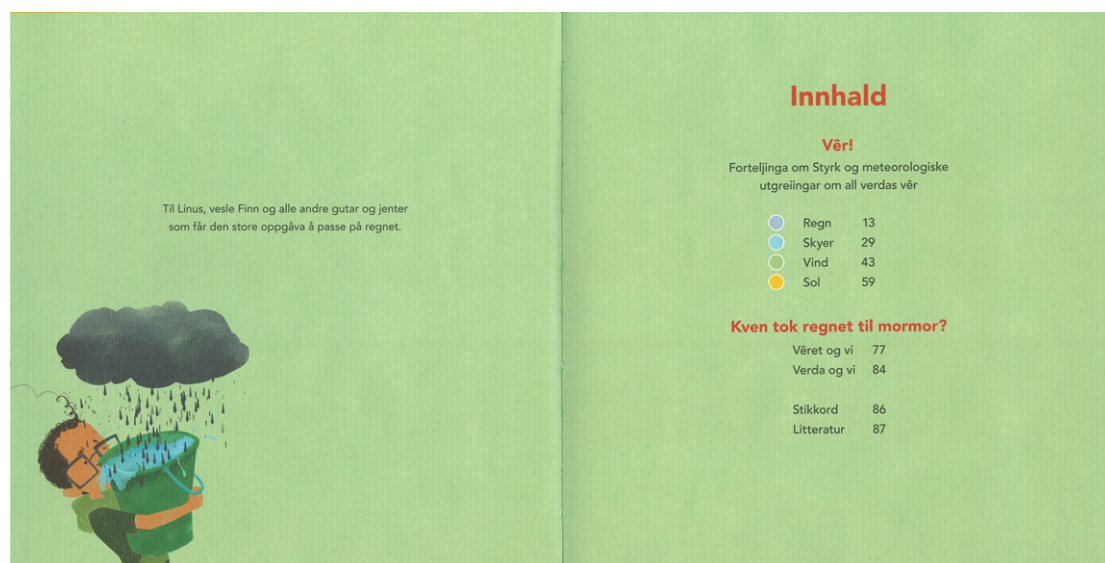 Til Linus, vesle Finn og alle andre gutar og jenter
som får den store oppgåva å passe på regnet.
Innhald
Vêr!
Forteljinga om Styrk og meteorologiske
utgreiingar om all verdas vêr
Regn 13
Skyer 29
Vind 43
Sol 59
Kven tok regnet til mormor?
Vêret og vi 77
Verda og vi 84
Stikkord 86
Litteratur 87